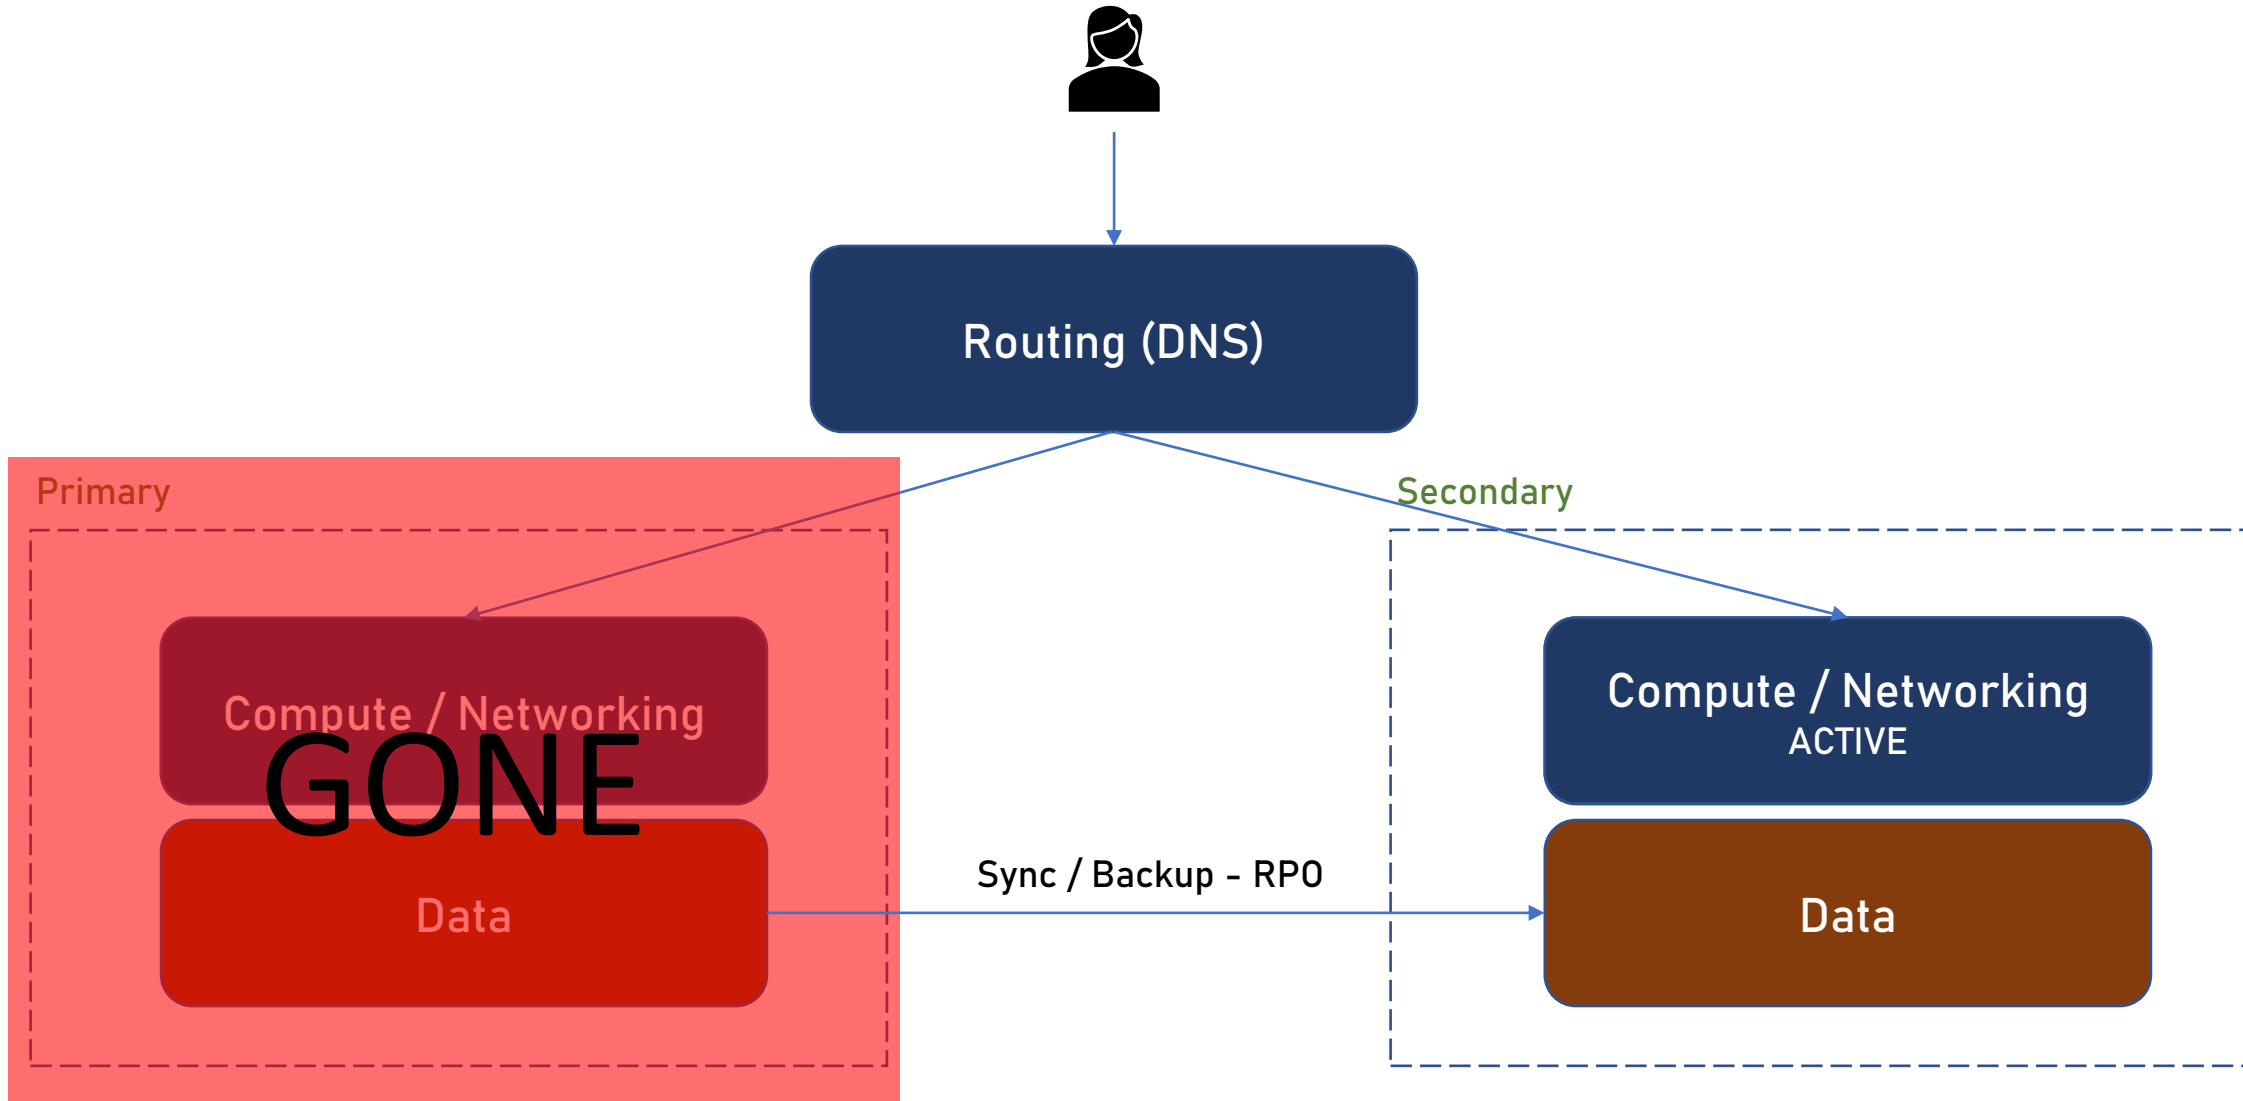 Routing (DNS)
Primary
Secondary
Compute / Networking
GONE
Data
Sync / Backup - RPO
Compute / Networking
ACTIVE
Data